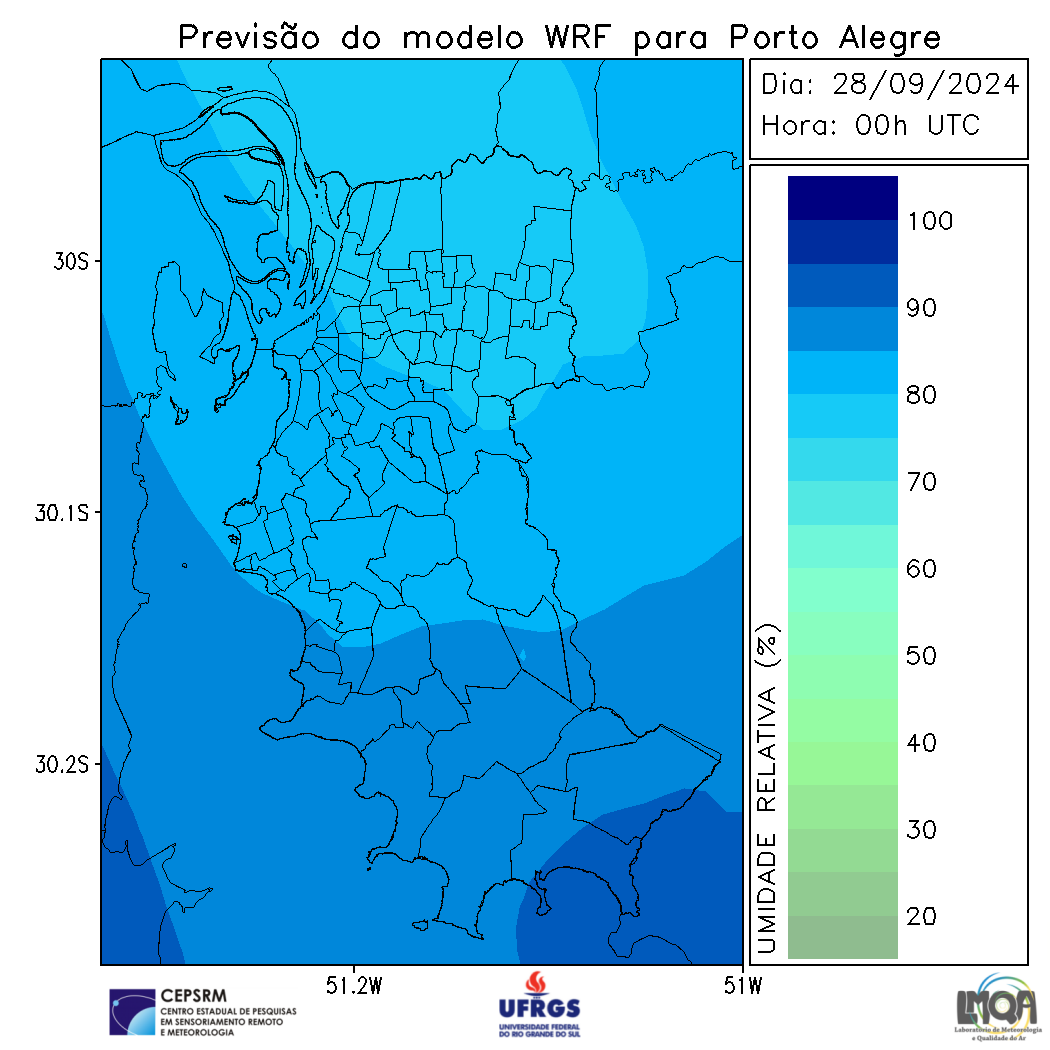 Previsão do modelo WRF para Porto Alegre
Dia: 28/09/2024
Hora: 00h UTC
30S
30.1S
30.2S
51.2W
51W
UMIDADE RELATIVA (%)
100
90
80
70
60
50
40
30
20
CEPSRM
CENTRO ESTADUAL DE PESQUISAS
EM SENSORIAMENTO REMOTO
E METEOROLOGIA
UFRGS
UNIVERSIDADE FEDERAL
DO RIO GRANDE DO SUL
LMQA
Laboratório de Meteorologia
e Qualidade do Ar